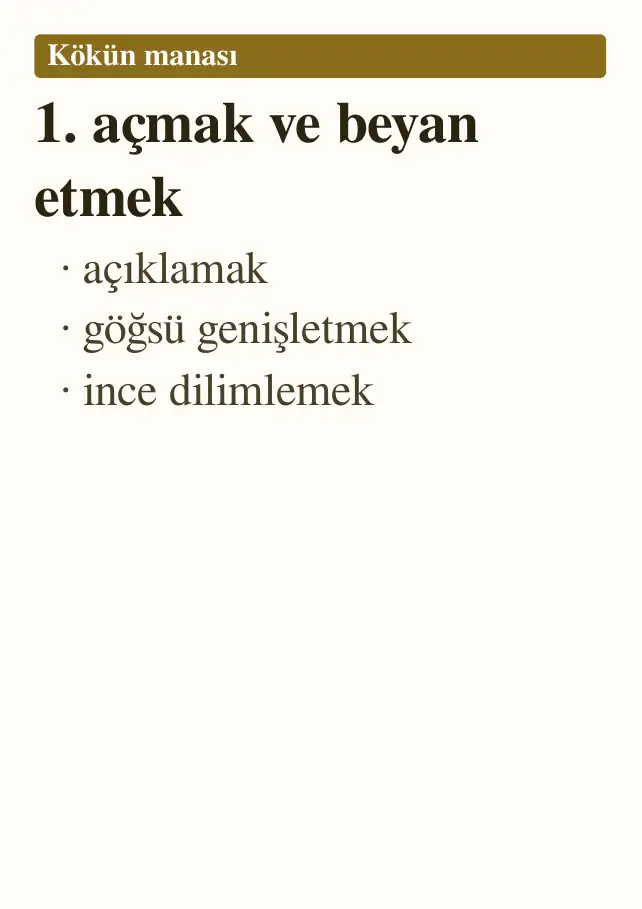 Kökün manası
1. açmak ve beyan
etmek
· açıklamak
· göğsü genişletmek
· ince dilimlemek